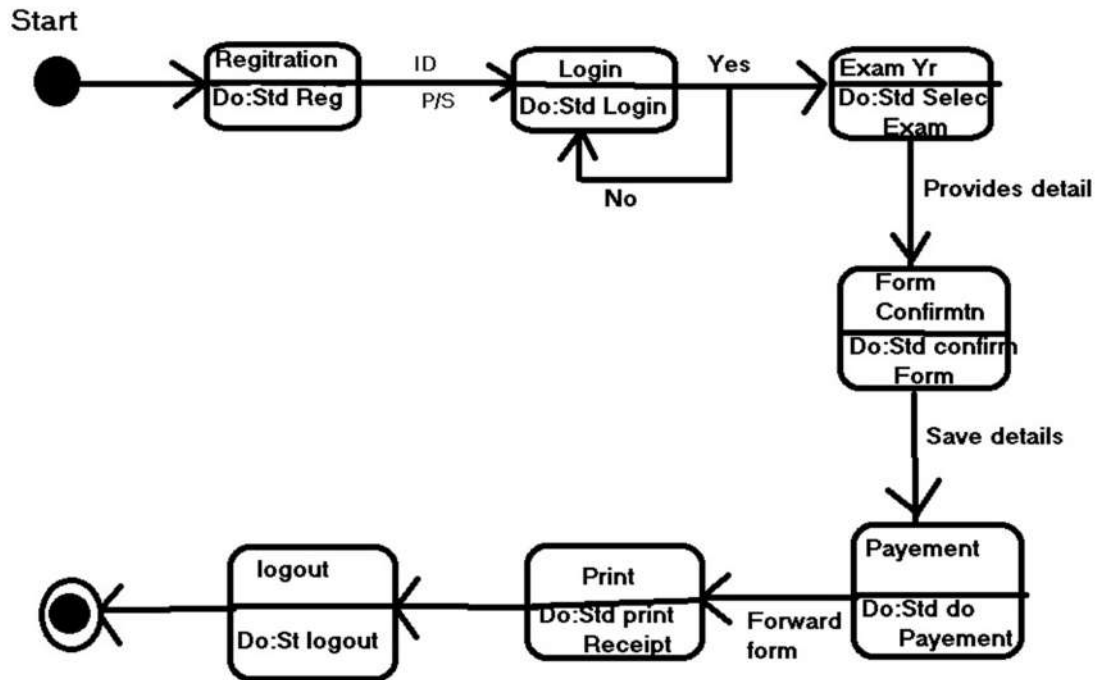 Start
Regitration
Do:Std Reg
ID
P/S
Login
Do:Std Login
Yes
No
Exam Yr
Do:Std Selec
Exam
Provides detail
Form
Confirmtn
Do:Std confirm
Form
Save details
Payement
Do:Std do
Payement
Forward
form
Print
Do:Std print
Receipt
logout
Do:St logout